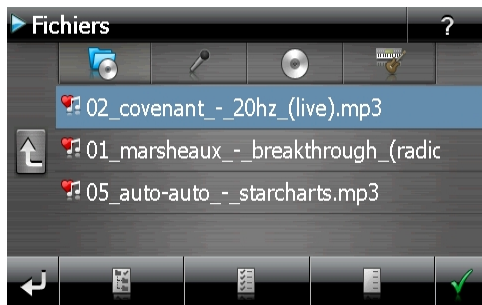 Fichiers
?
02_covenant_-_20hz_(live).mp3
01_marsheaux_-_breakthrough_(radic
05_auto-auto_-_starcharts.mp3